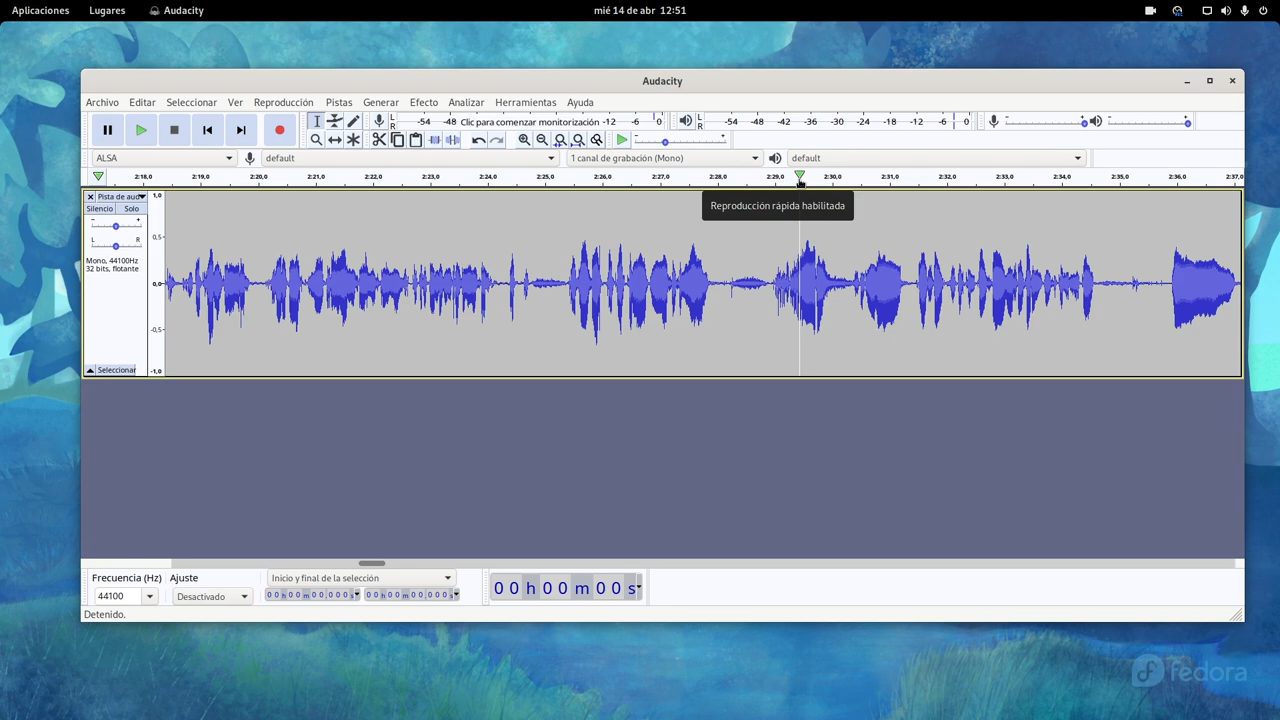 Aplicaciones Lugares Audacity mié 14 de abr 12:51
Audacity
Archivo Editar Seleccionar Ver Reproducción Pistas Generar Efecto Analizar Herramientas Ayuda
L R -54 -48 Clic para comenzar monitorización -12 -6 0 L R -54 -48 -42 -36 -30 -24 -18 -12 -6 0
- +
ALSA default 1 canal de grabación (Mono) default
2:18,0 2:19,0 2:20,0 2:21,0 2:22,0 2:23,0 2:24,0 2:25,0 2:26,0 2:27,0 2:28,0 2:29,0 2:30,0 2:31,0 2:32,0 2:33,0 2:34,0 2:35,0 2:36,0 2:37,0
Pista de aud 1,0
Silencio Solo
Reproducción rápida habilitada
- +
0,5
L R
Mono, 44100Hz
32 bits, flotante
0,0
-0,5
Seleccionar -1,0
Frecuencia (Hz) Ajuste Inicio y final de la selección
44100 Desactivado 00h00m00,000s 00h00m00,000s
00h00m00s
Detenido.
fedora